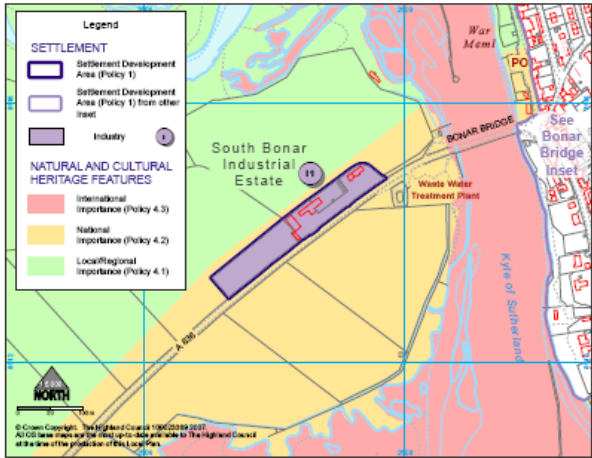 Legend
SETTLEMENT
Settlement Development
Area (Policy 1)
Settlement Development
Area (Policy 1) from other
Inset
Industry
I
NATURAL AND CULTURAL
HERITAGE FEATURES
International
Importance (Policy 4.3)
National
Importance (Policy 4.2)
Local/Regional
Importance (Policy 4.1)
South Bonar
Industrial
Estate
I1
War
Meml
PO
BONAR BRIDGE
See
Bonar
Bridge
Inset
Waste Water
Treatment Plant
Kyle of Sutherland
A 836
NORTH
© Crown Copyright. The Highland Council 100023369 2007.
All OS base maps are the most up-to-date available to The Highland Council
at the time of the production of this Local Plan.